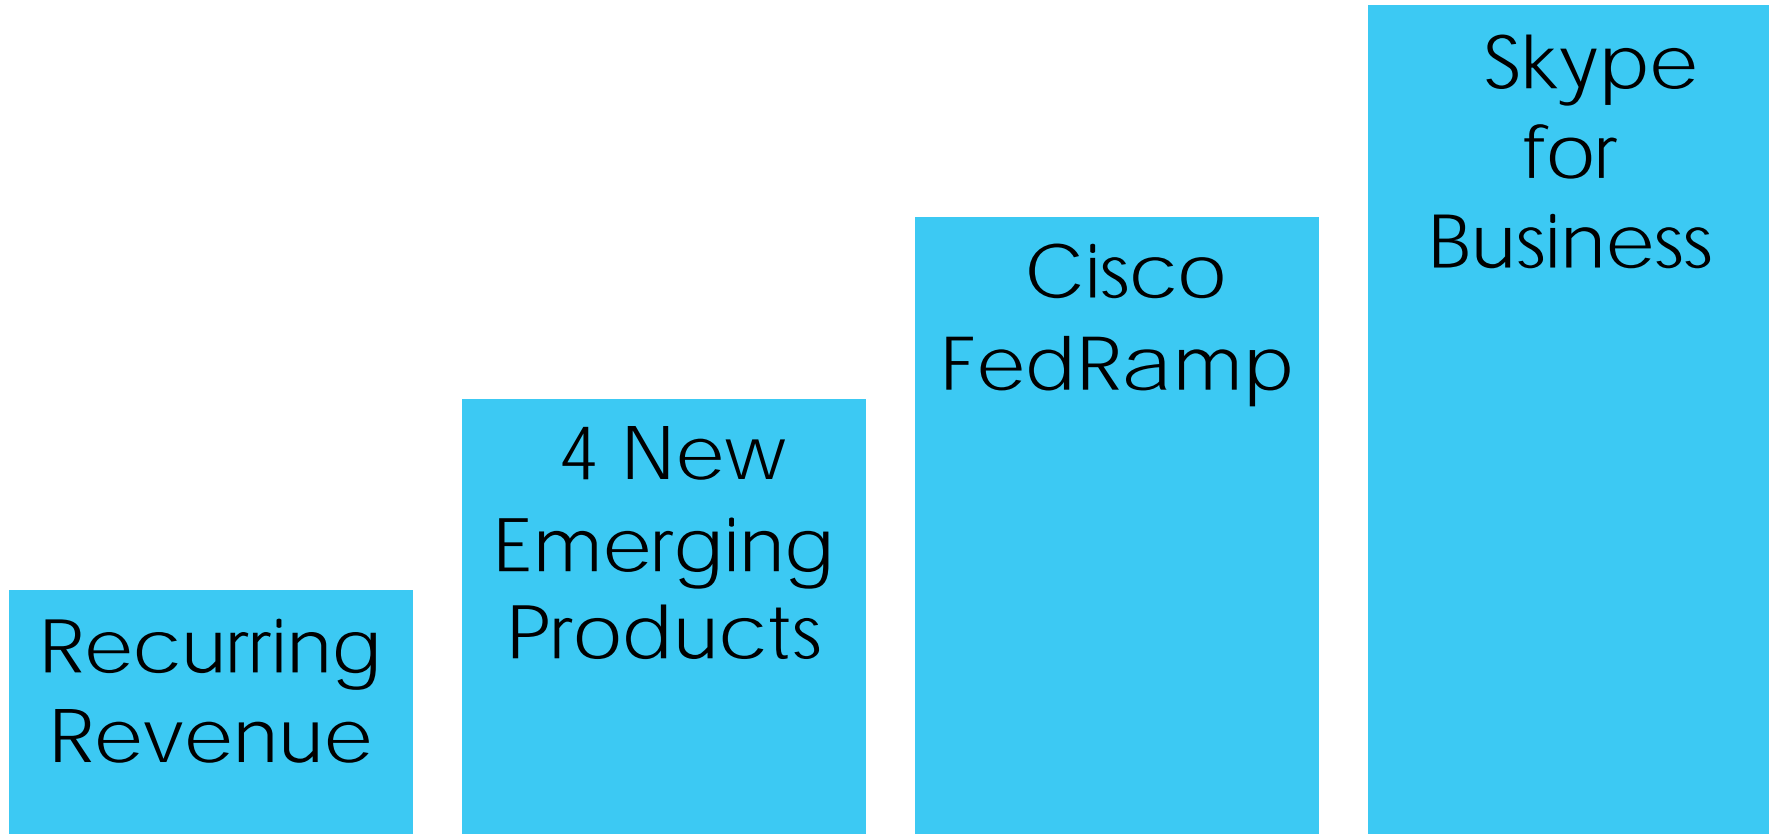 Recurring
Revenue
4 New
Emerging
Products
Cisco
FedRamp
Skype
for
Business